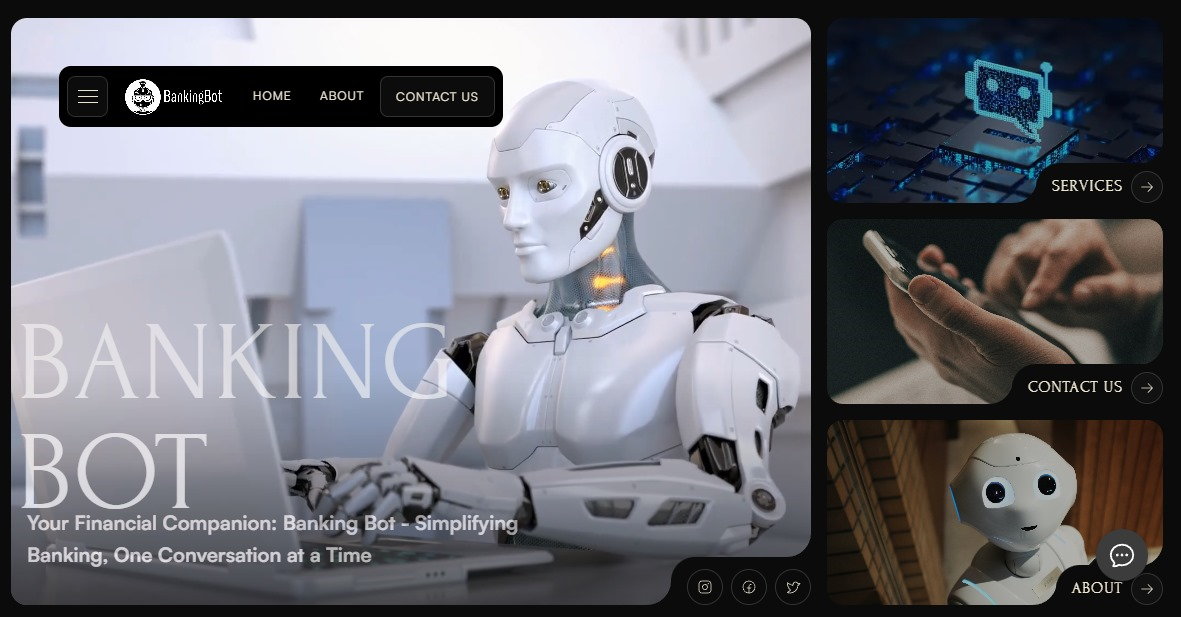 BankingBot
HOME
ABOUT
CONTACT US
BANKING
BOT
Your Financial Companion: Banking Bot - Simplifying
Banking, One Conversation at a Time
SERVICES
CONTACT US
ABOUT